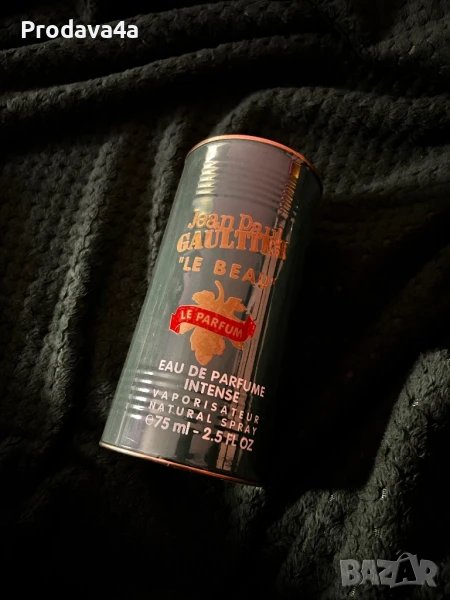 Prodava4a
Jean Paul
GAULTIER
"LE BEAU"
LE PARFUM
EAU DE PARFUME
INTENSE
VAPORISATEUR
NATURAL SPRAY
℮75 ml - 2.5 FL OZ
BAZAR